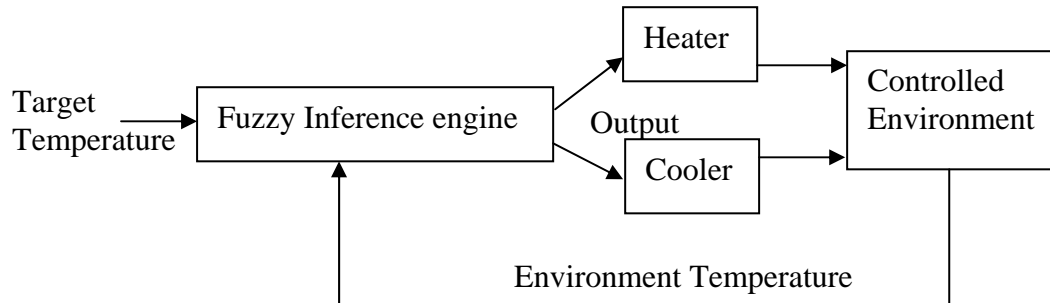 Target
Temperature
Fuzzy Inference engine
Heater
Output
Cooler
Controlled
Environment
Environment Temperature